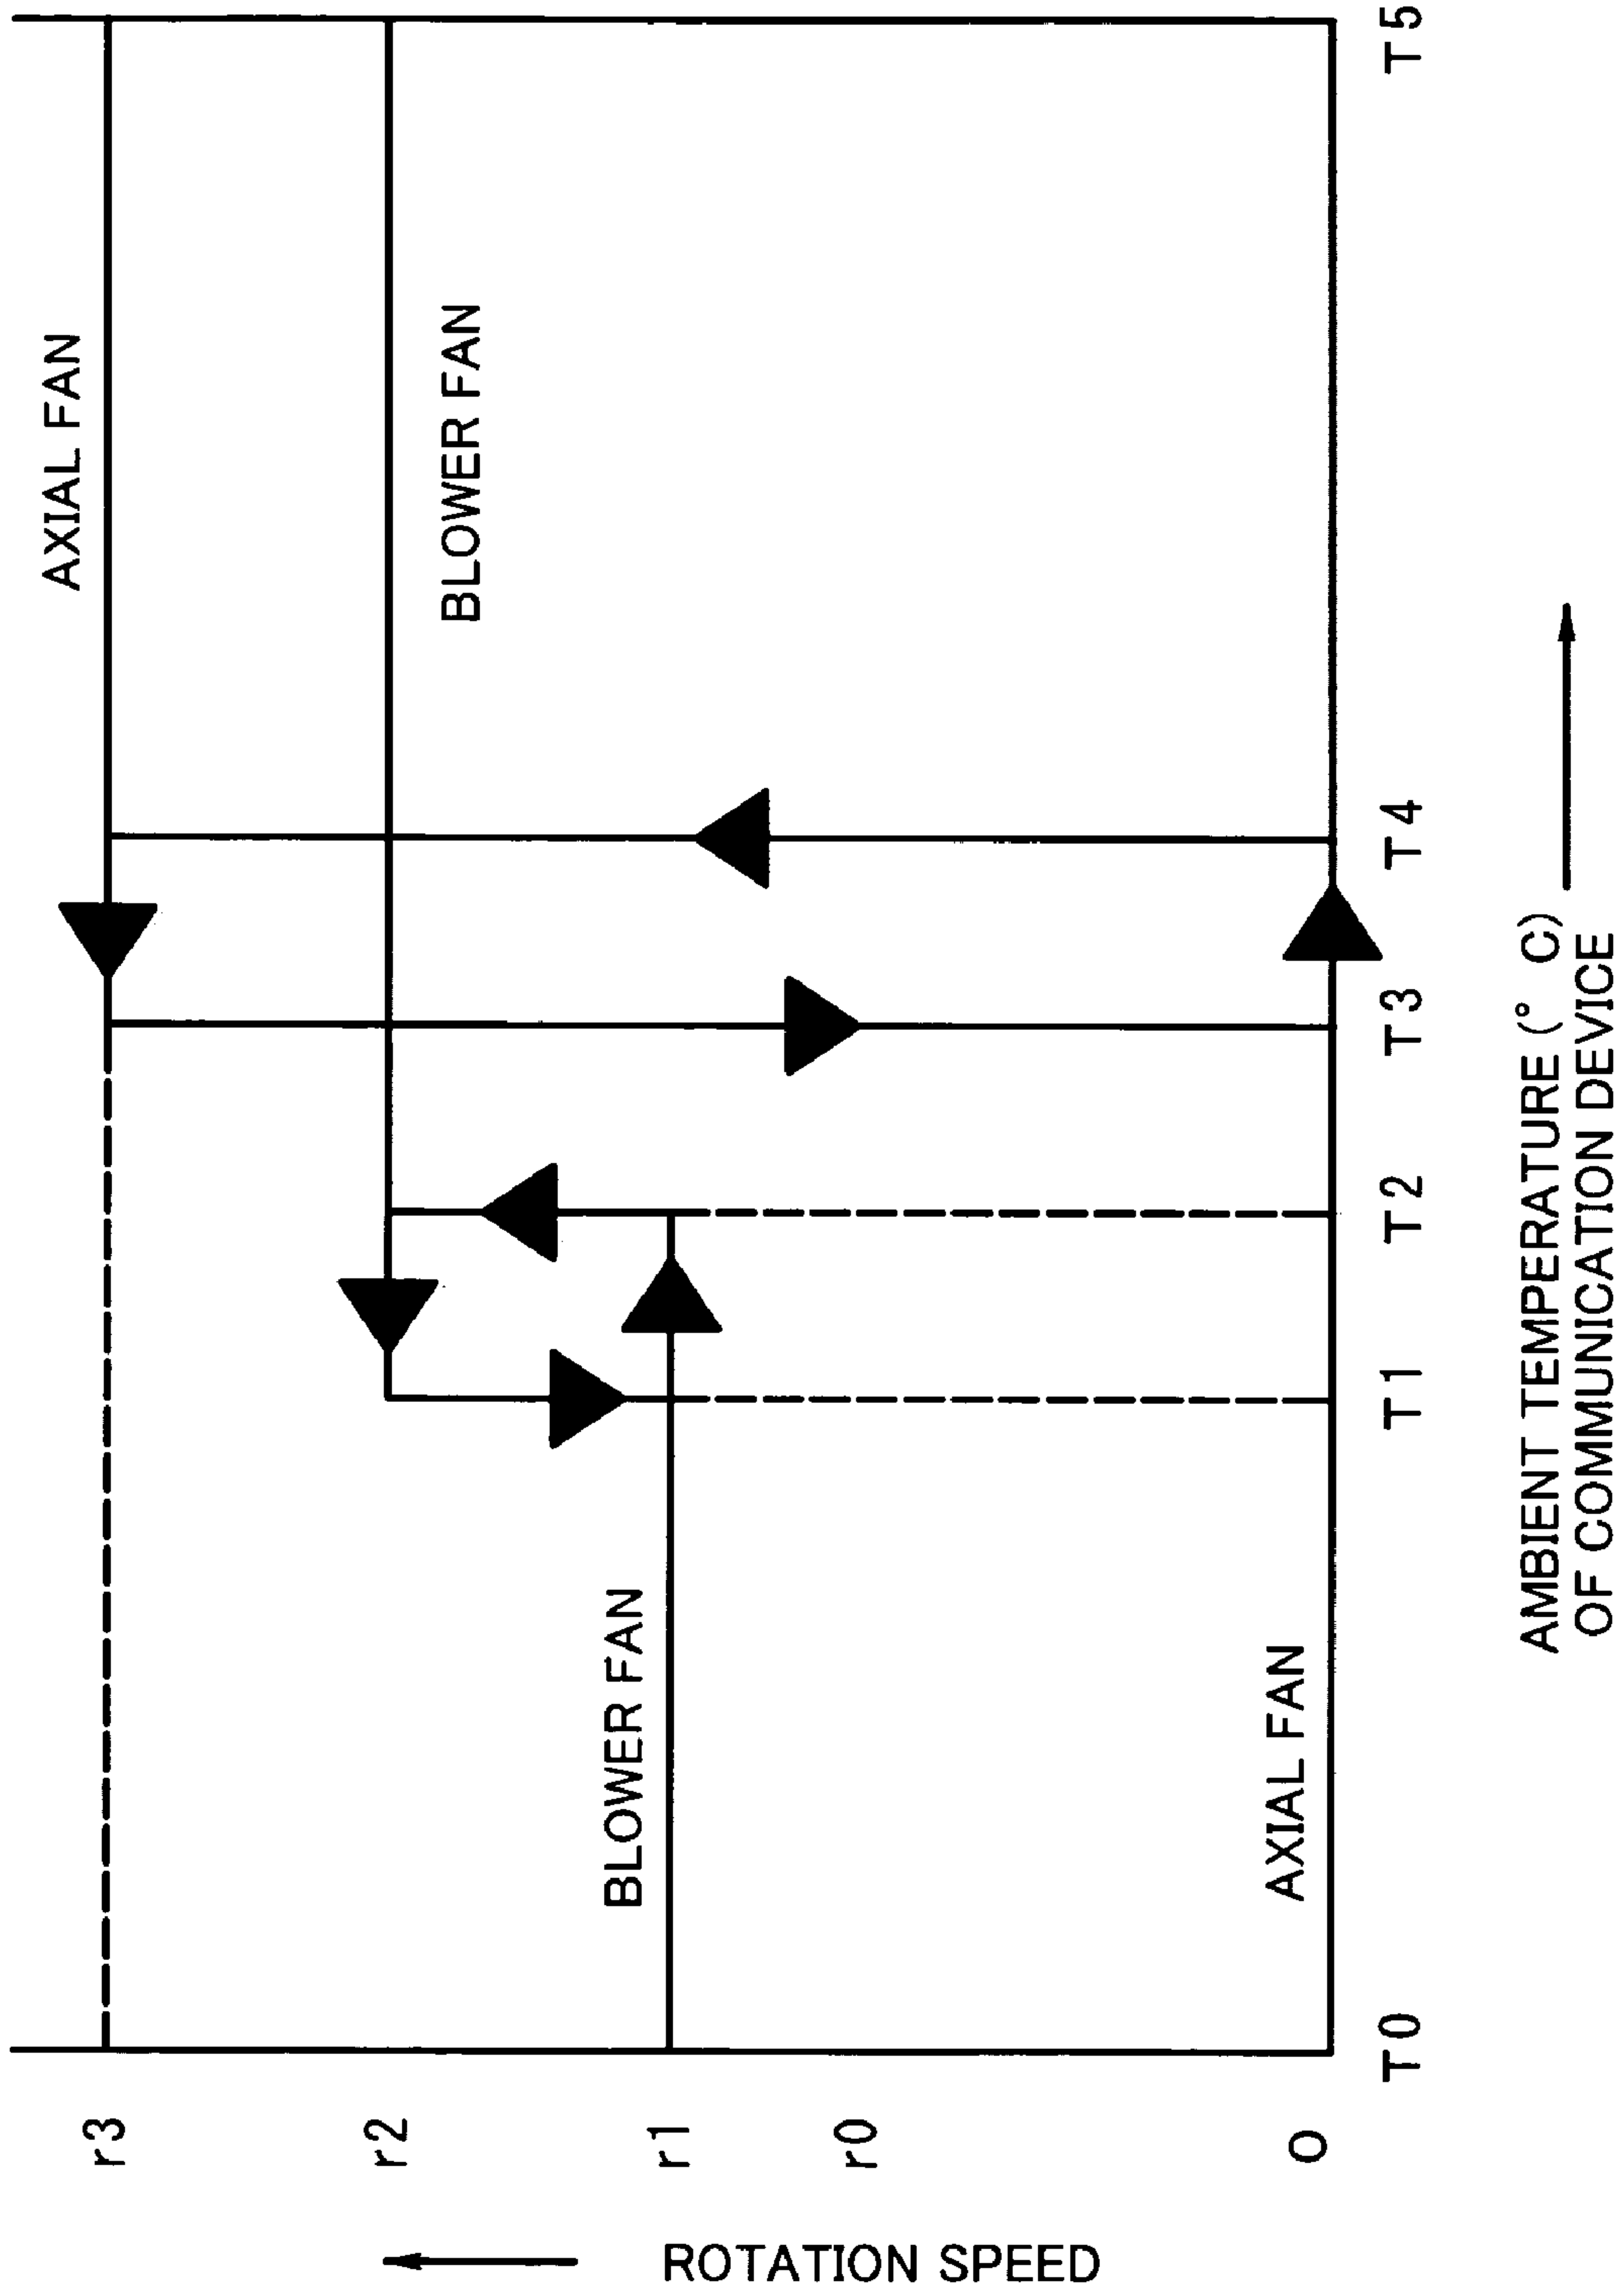 AXIAL FAN
BLOWER FAN
BLOWER FAN
AXIAL FAN
r3
r2
r1
r0
0
ROTATION SPEED
T0
T1
T2
T3
T4
T5
AMBIENT TEMPERATURE (° C)
OF COMMUNICATION DEVICE